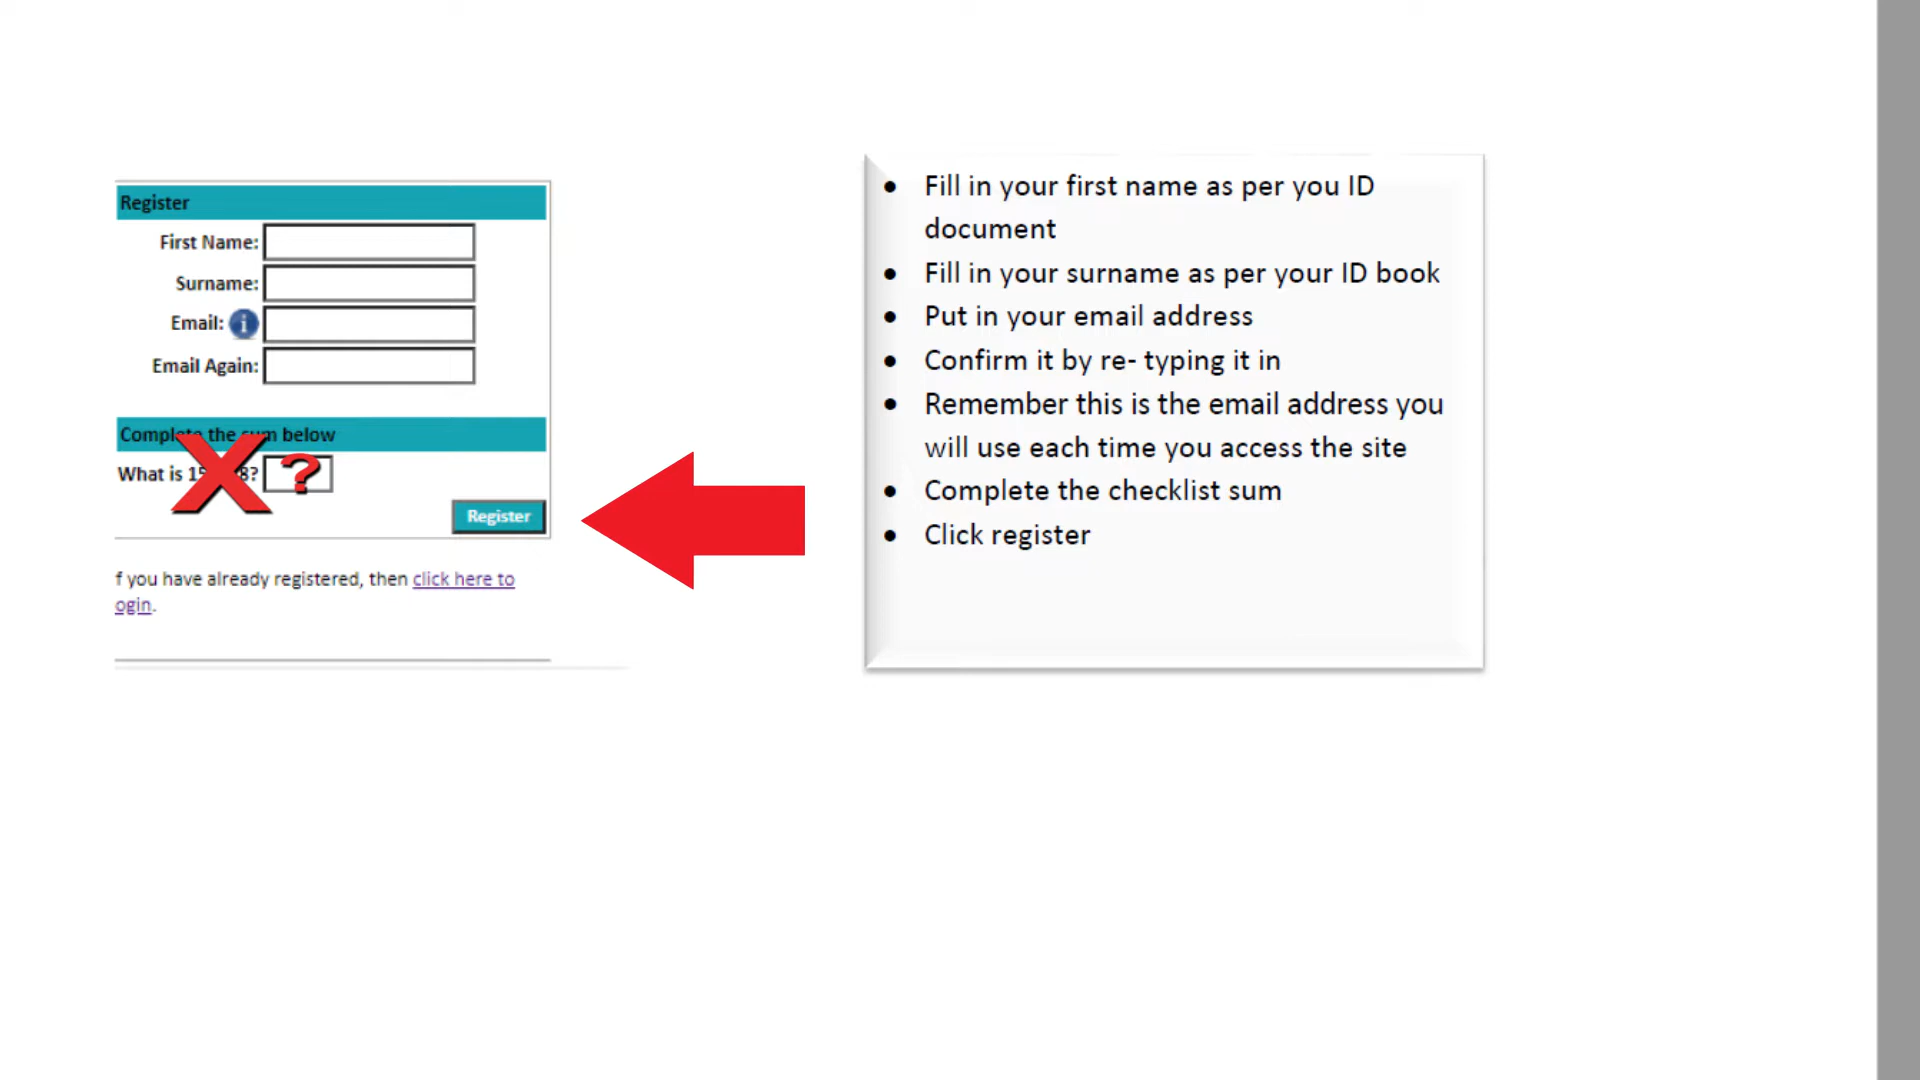 Register
First Name:
Surname:
Email: i
Email Again:
Complete the sum below
What is 15 8?
?
Register
f you have already registered, then click here to
ogin.
• Fill in your first name as per you ID
document
• Fill in your surname as per your ID book
• Put in your email address
• Confirm it by re- typing it in
• Remember this is the email address you
will use each time you access the site
• Complete the checklist sum
• Click register